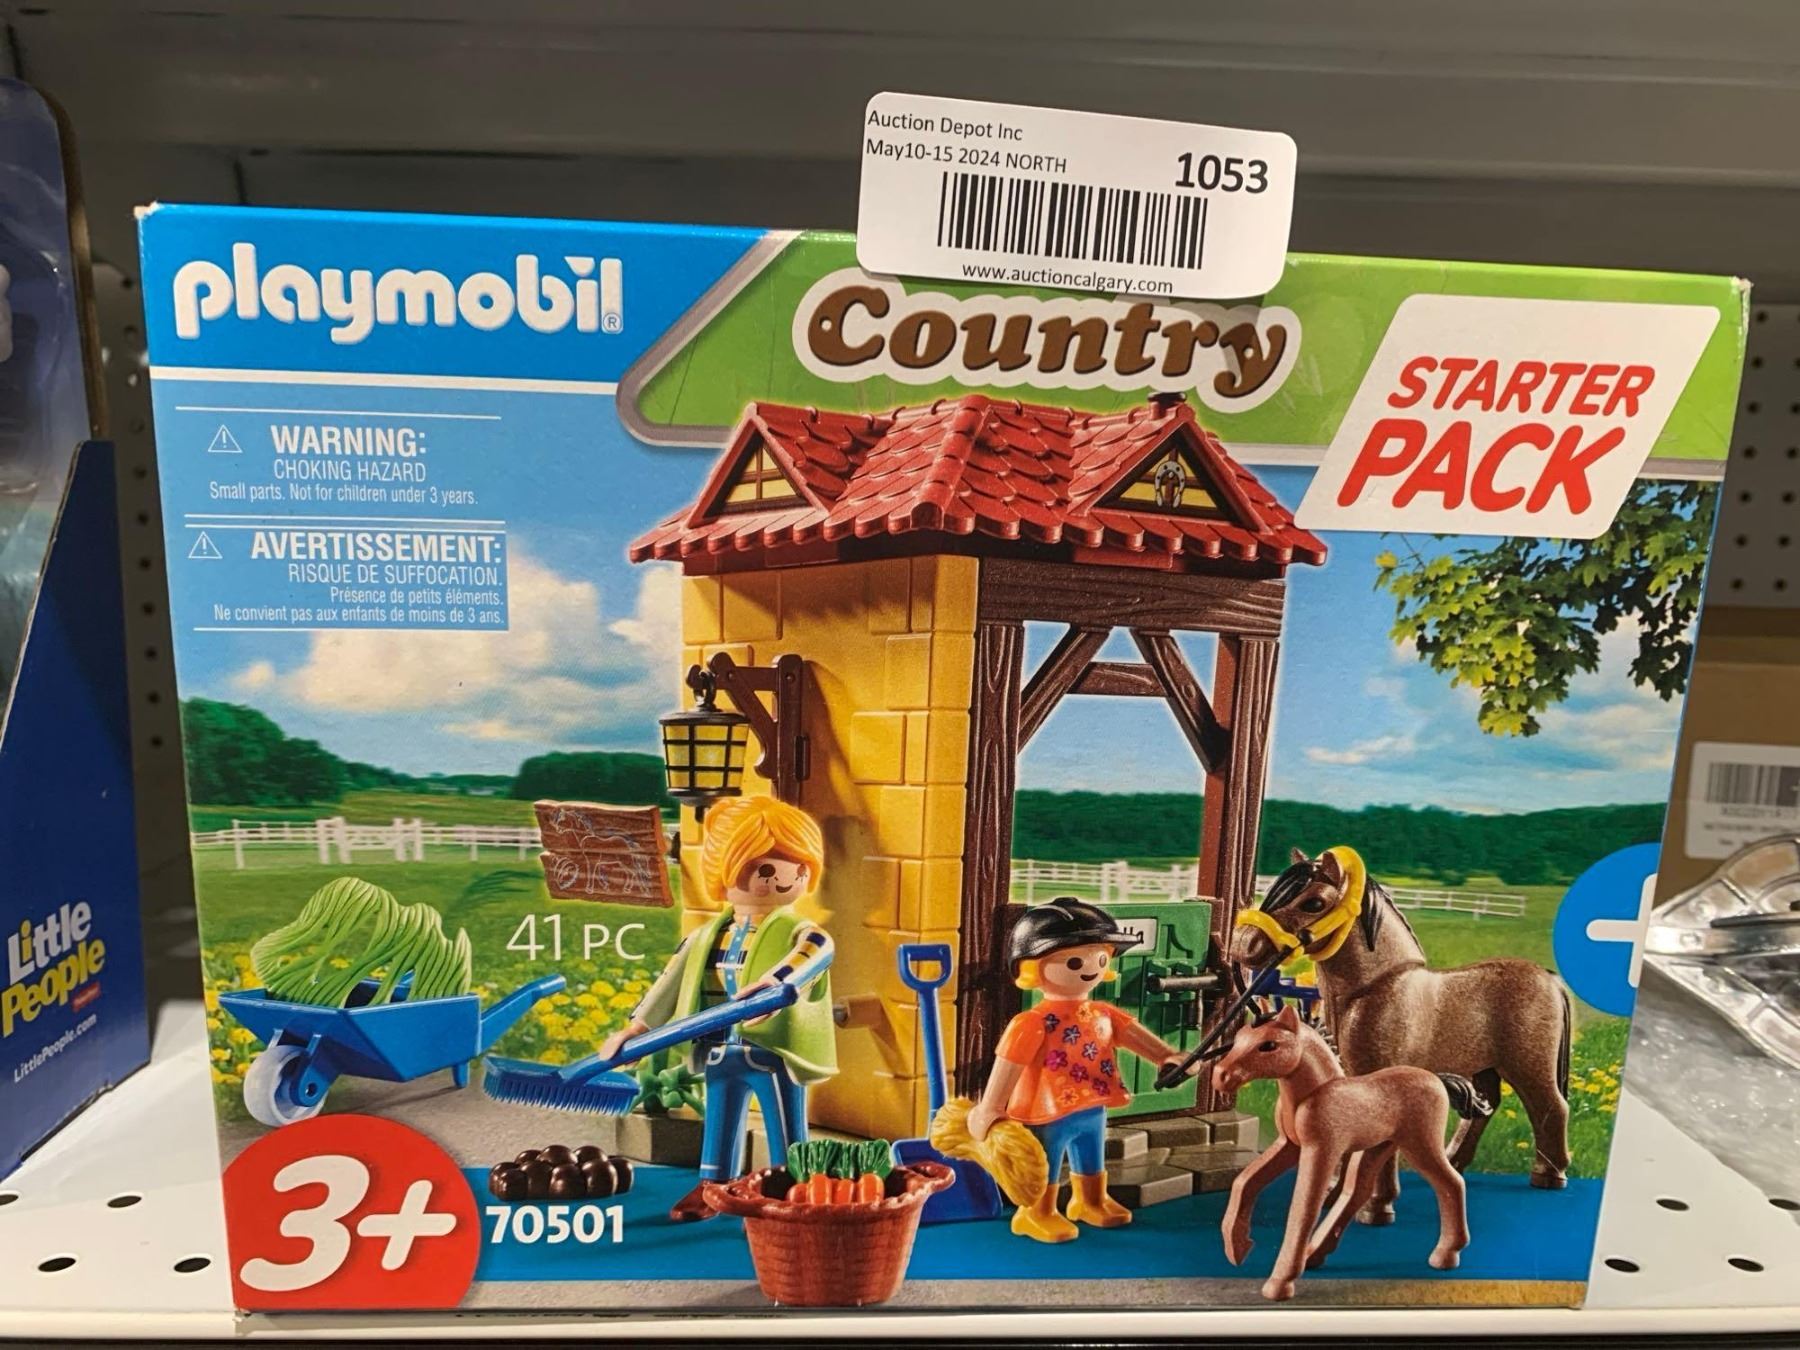 Auction Depot Inc
May10-15 2024 NORTH
1053
www.auctioncalgary.com
playmobil®
Country
STARTER
PACK
WARNING:
CHOKING HAZARD
Small parts. Not for children under 3 years.
AVERTISSEMENT:
RISQUE DE SUFFOCATION.
Présence de petits éléments.
Ne convient pas aux enfants de moins de 3 ans.
41 PC
3+
70501
Little
People
LittlePeople.com